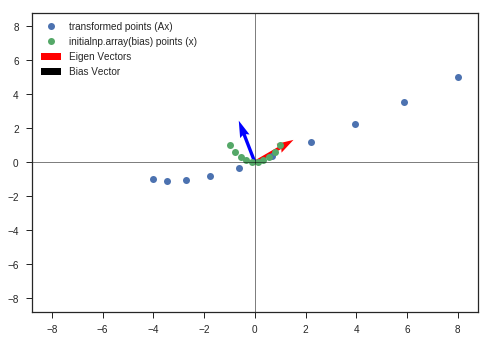 transformed points (Ax)
initialnp.array(bias) points (x)
Eigen Vectors
Bias Vector
8
6
4
2
0
−2
−4
−6
−8
−8 −6 −4 −2 0 2 4 6 8